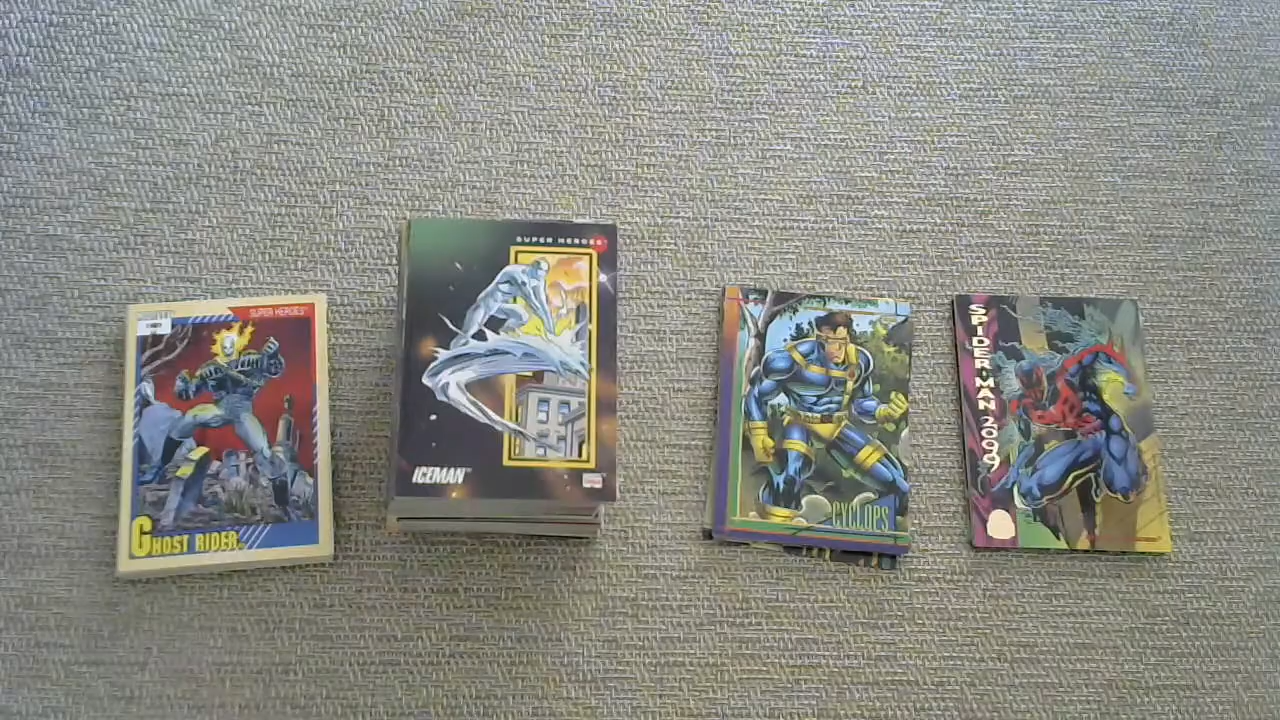 SUPER HEROES
GHOST RIDER
SUPER HEROES
ICEMAN
CYCLOPS
SPIDER-MAN 2099